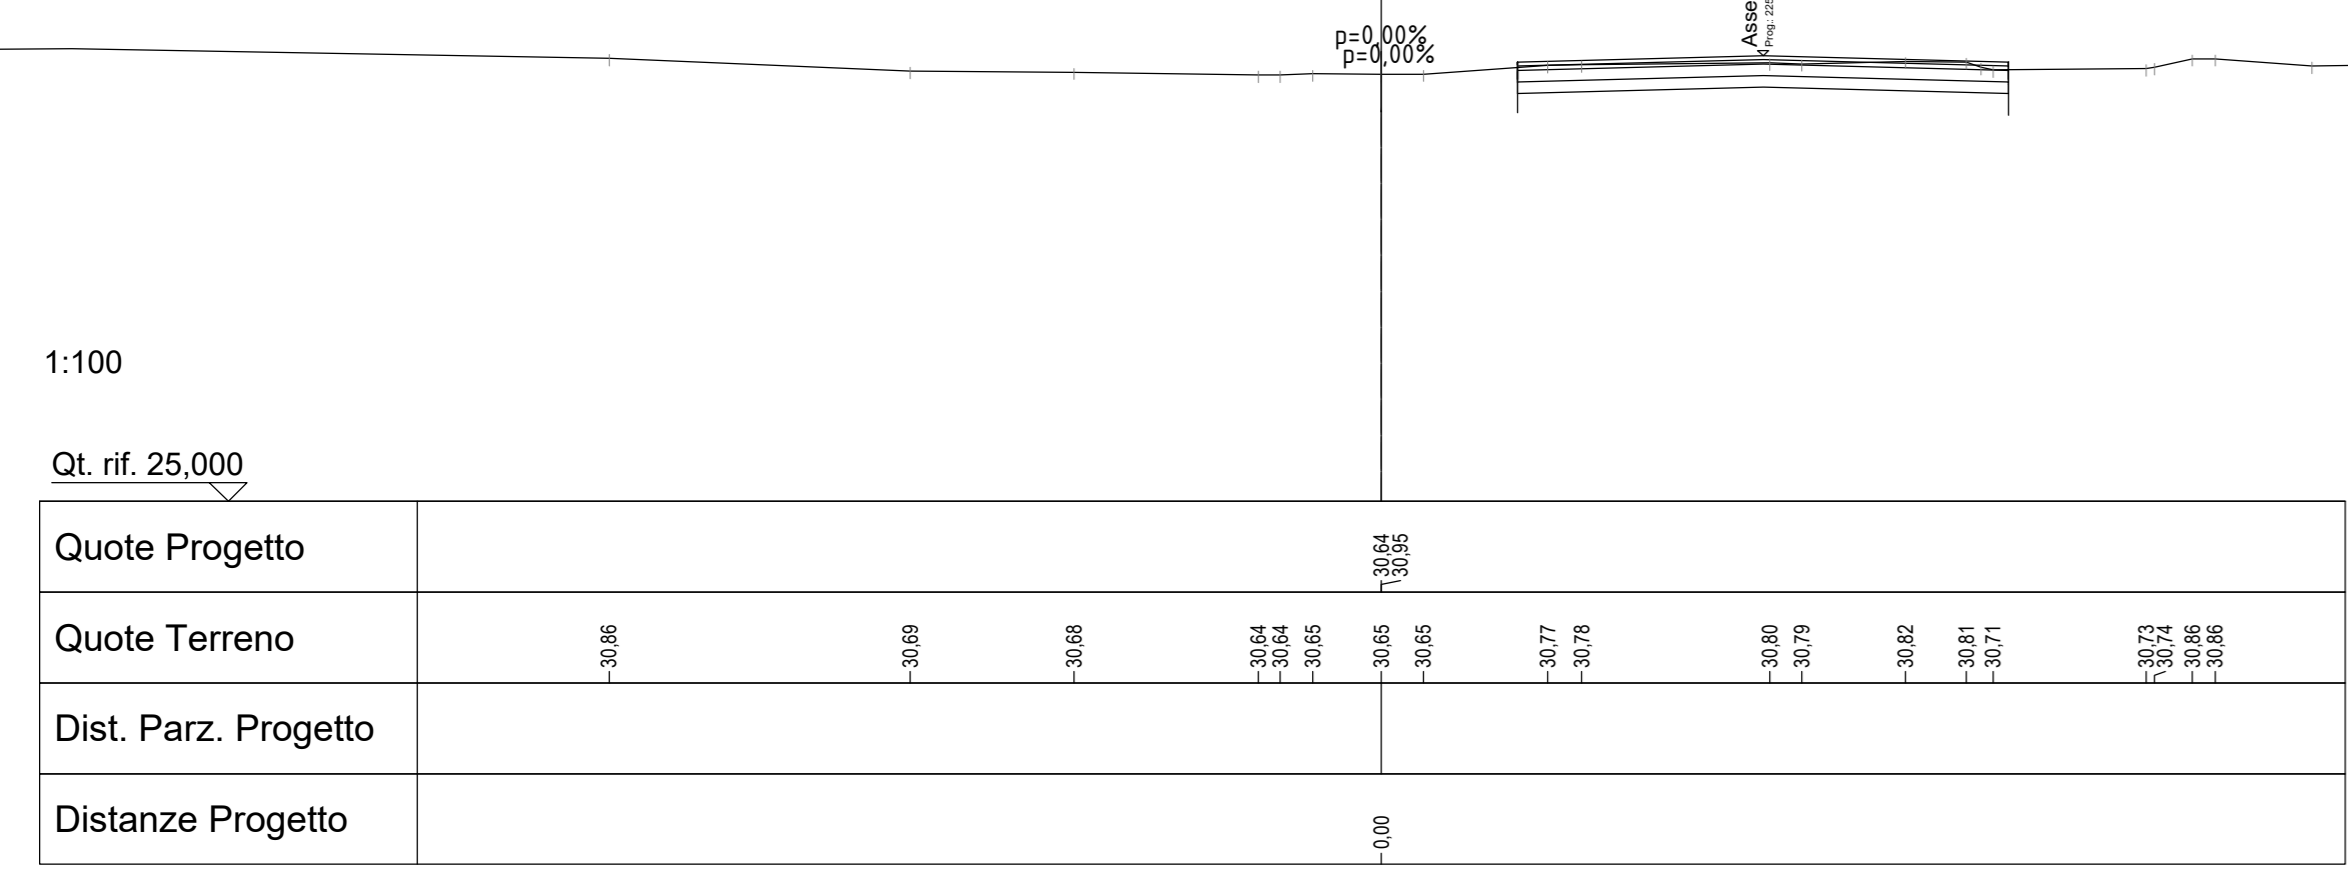 Asse
Prog.: 225
p=0,00%
p=0,00%
1:100
Qt. rif. 25,000
Quote Progetto
30,64 30,95
Quote Terreno
30,86 30,69 30,68 30,64 30,64 30,65 30,65 30,65 30,77 30,78 30,80 30,79 30,82 30,81 30,71 30,73 30,74 30,86 30,86
Dist. Parz. Progetto
Distanze Progetto
0,00